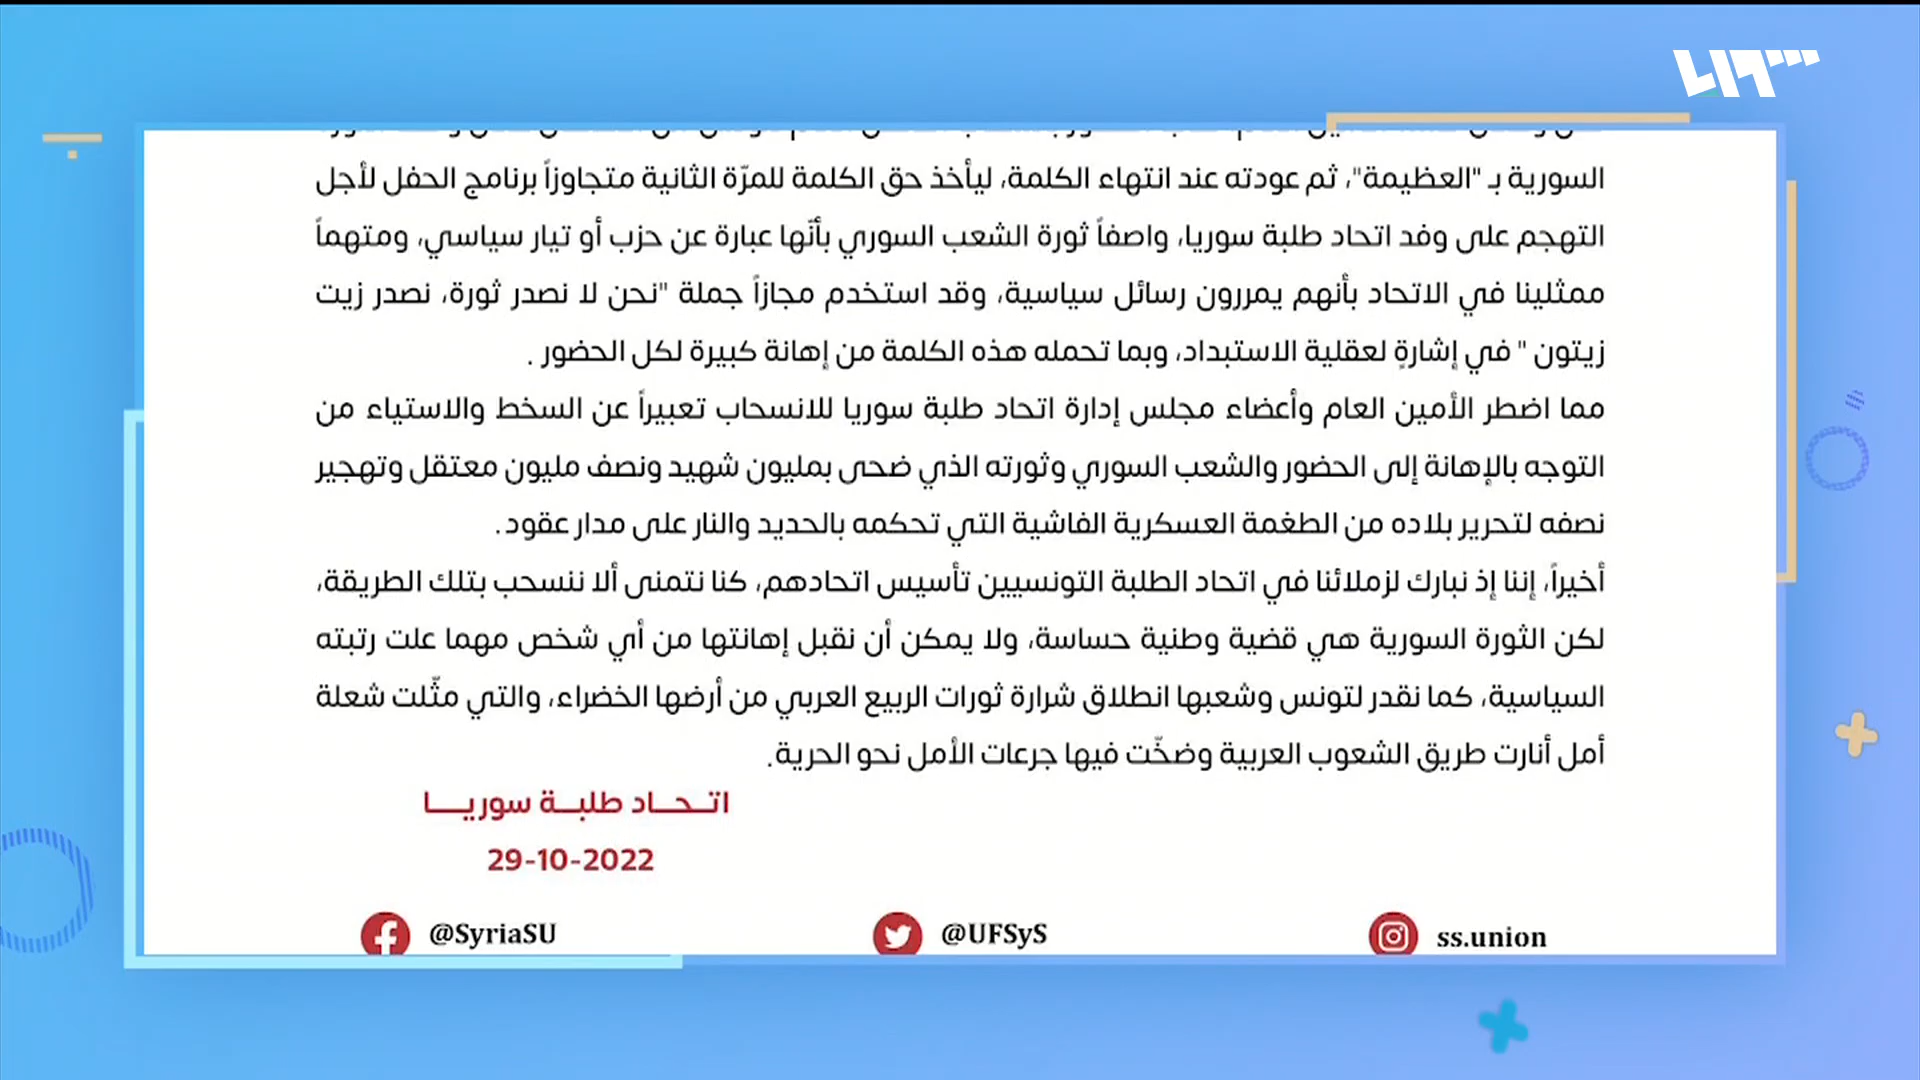 السورية بـ "العظيمة"، ثم عودته عند انتهاء الكلمة، ليأخذ حق الكلمة للمرّة الثانية متجاوزاً برنامج الحفل لأجل
التهجم على وفد اتحاد طلبة سوريا، واصفاً ثورة الشعب السوري بأنّها عبارة عن حزب أو تيار سياسي، ومتهماً
ممثلينا في الاتحاد بأنهم يمررون رسائل سياسية، وقد استخدم مجازاً جملة "نحن لا نصدر ثورة، نصدر زيت
زيتون " في إشارةٍ لعقلية الاستبداد، وبما تحمله هذه الكلمة من إهانة كبيرة لكل الحضور .
مما اضطر الأمين العام وأعضاء مجلس إدارة اتحاد طلبة سوريا للانسحاب تعبيراً عن السخط والاستياء من
التوجه بالإهانة إلى الحضور والشعب السوري وثورته الذي ضحى بمليون شهيد ونصف مليون معتقل وتهجير
نصفه لتحرير بلاده من الطغمة العسكرية الفاشية التي تحكمه بالحديد والنار على مدار عقود.
أخيراً، إننا إذ نبارك لزملائنا في اتحاد الطلبة التونسيين تأسيس اتحادهم، كنا نتمنى ألا ننسحب بتلك الطريقة،
لكن الثورة السورية هي قضية وطنية حساسة، ولا يمكن أن نقبل إهانتها من أي شخص مهما علت رتبته
السياسية، كما نقدر لتونس وشعبها انطلاق شرارة ثورات الربيع العربي من أرضها الخضراء، والتي مثّلت شعلة
أمل أنارت طريق الشعوب العربية وضخّت فيها جرعات الأمل نحو الحرية.
اتـــحـــاد طلبـــة سوريــــا
29-10-2022
@SyriaSU
@UFSyS
ss.union